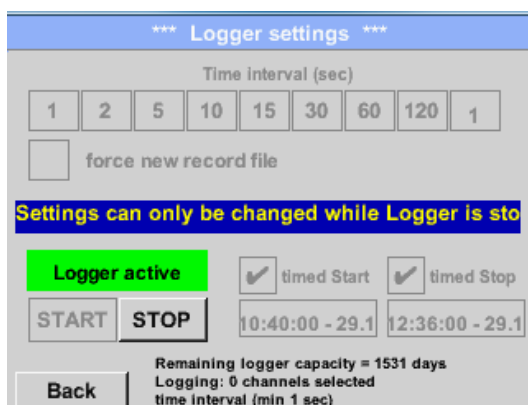 *** Logger settings ***
Time interval (sec)
1 2 5 10 15 30 60 120 1
force new record file
Settings can only be changed while Logger is sto
Logger active
✔ timed Start ✔ timed Stop
START STOP 10:40:00 - 29.1 12:36:00 - 29.1
Remaining logger capacity = 1531 days
Logging: 0 channels selected
time interval (min 1 sec)
Back